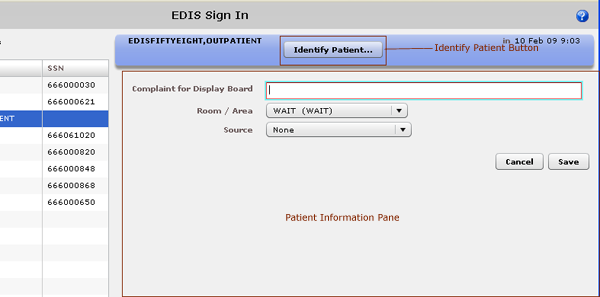 EDIS Sign In
EDISFIFTYEIGHT,OUTPATIENT
Identify Patient...
in 10 Feb 09 9:03
Identify Patient Button
SSN
666000030
666000621
ENT
666061020
666000820
666000848
666000868
666000650
Complaint for Display Board
Room / Area
WAIT (WAIT)
Source
None
Cancel
Save
Patient Information Pane